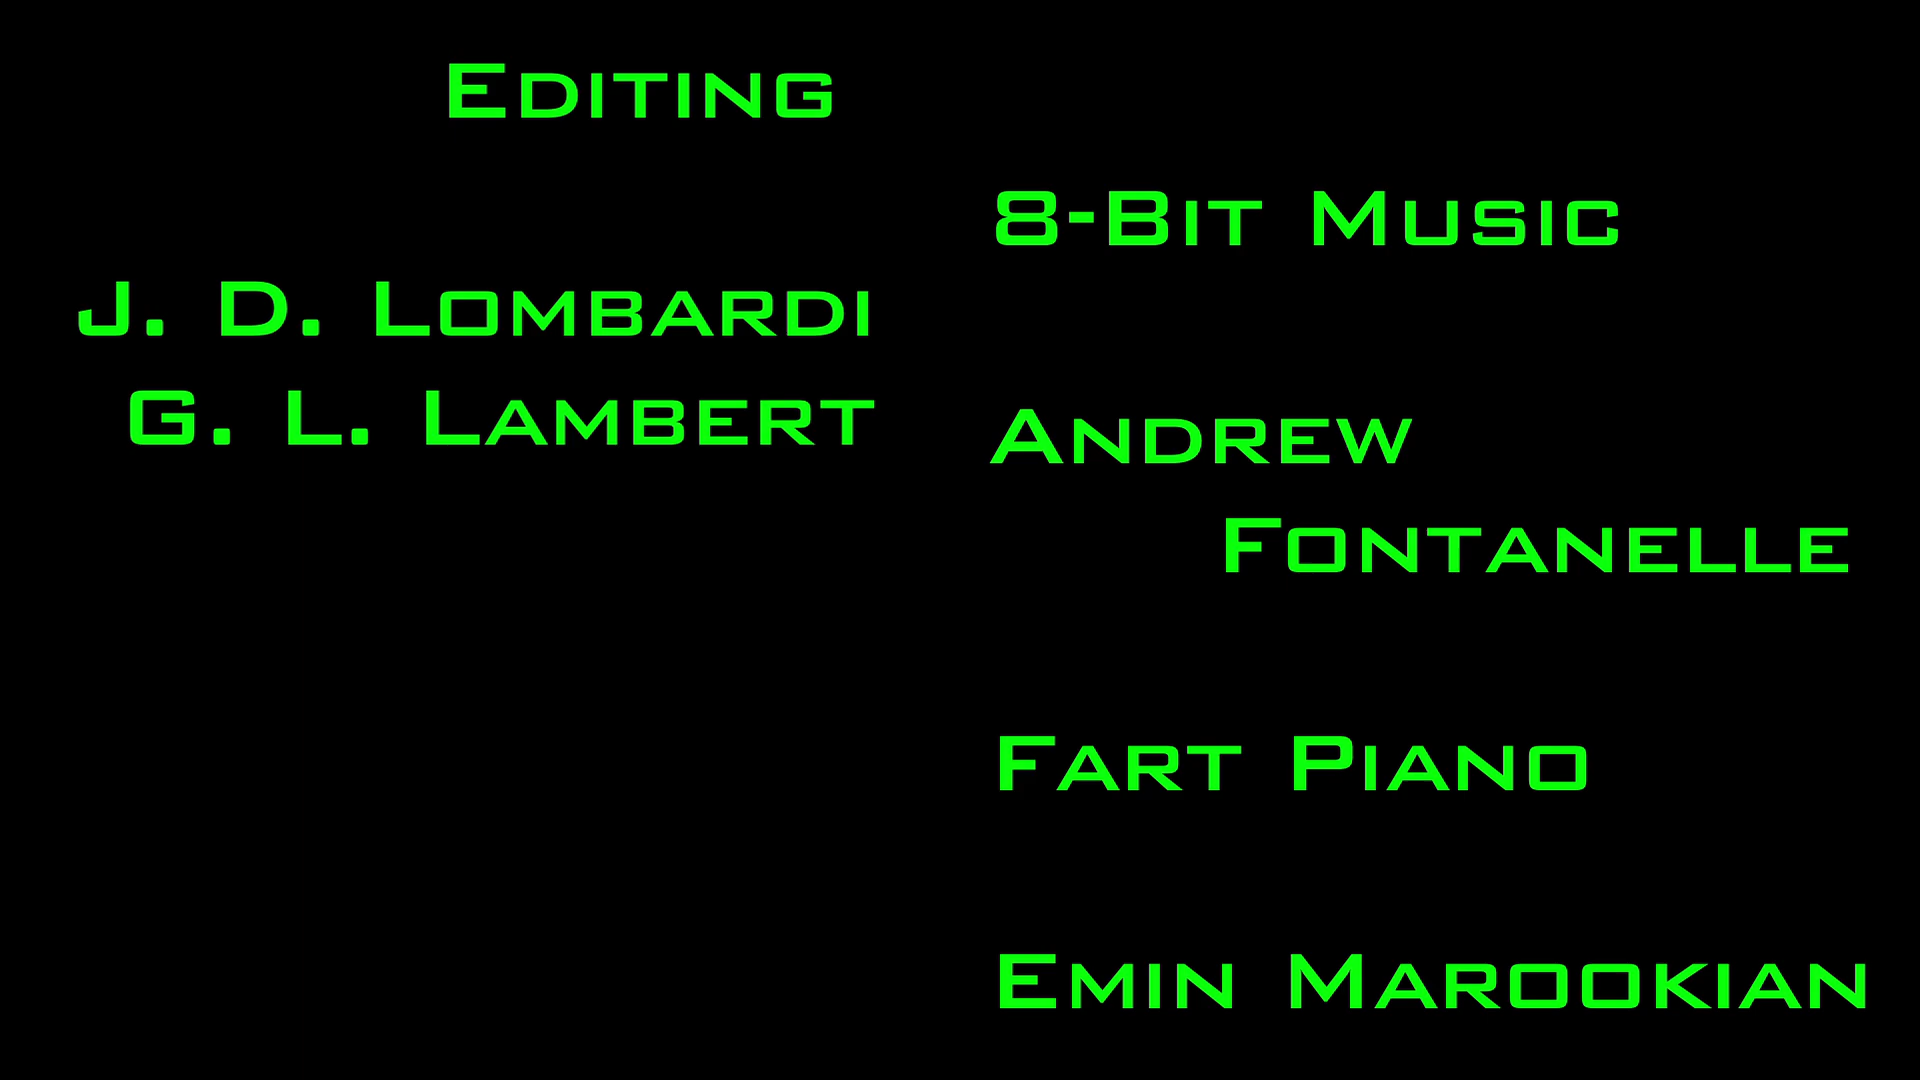 Editing
J. D. Lombardi
G. L. Lambert
8-Bit Music
Andrew
Fontanelle
Fart Piano
Emin Marookian